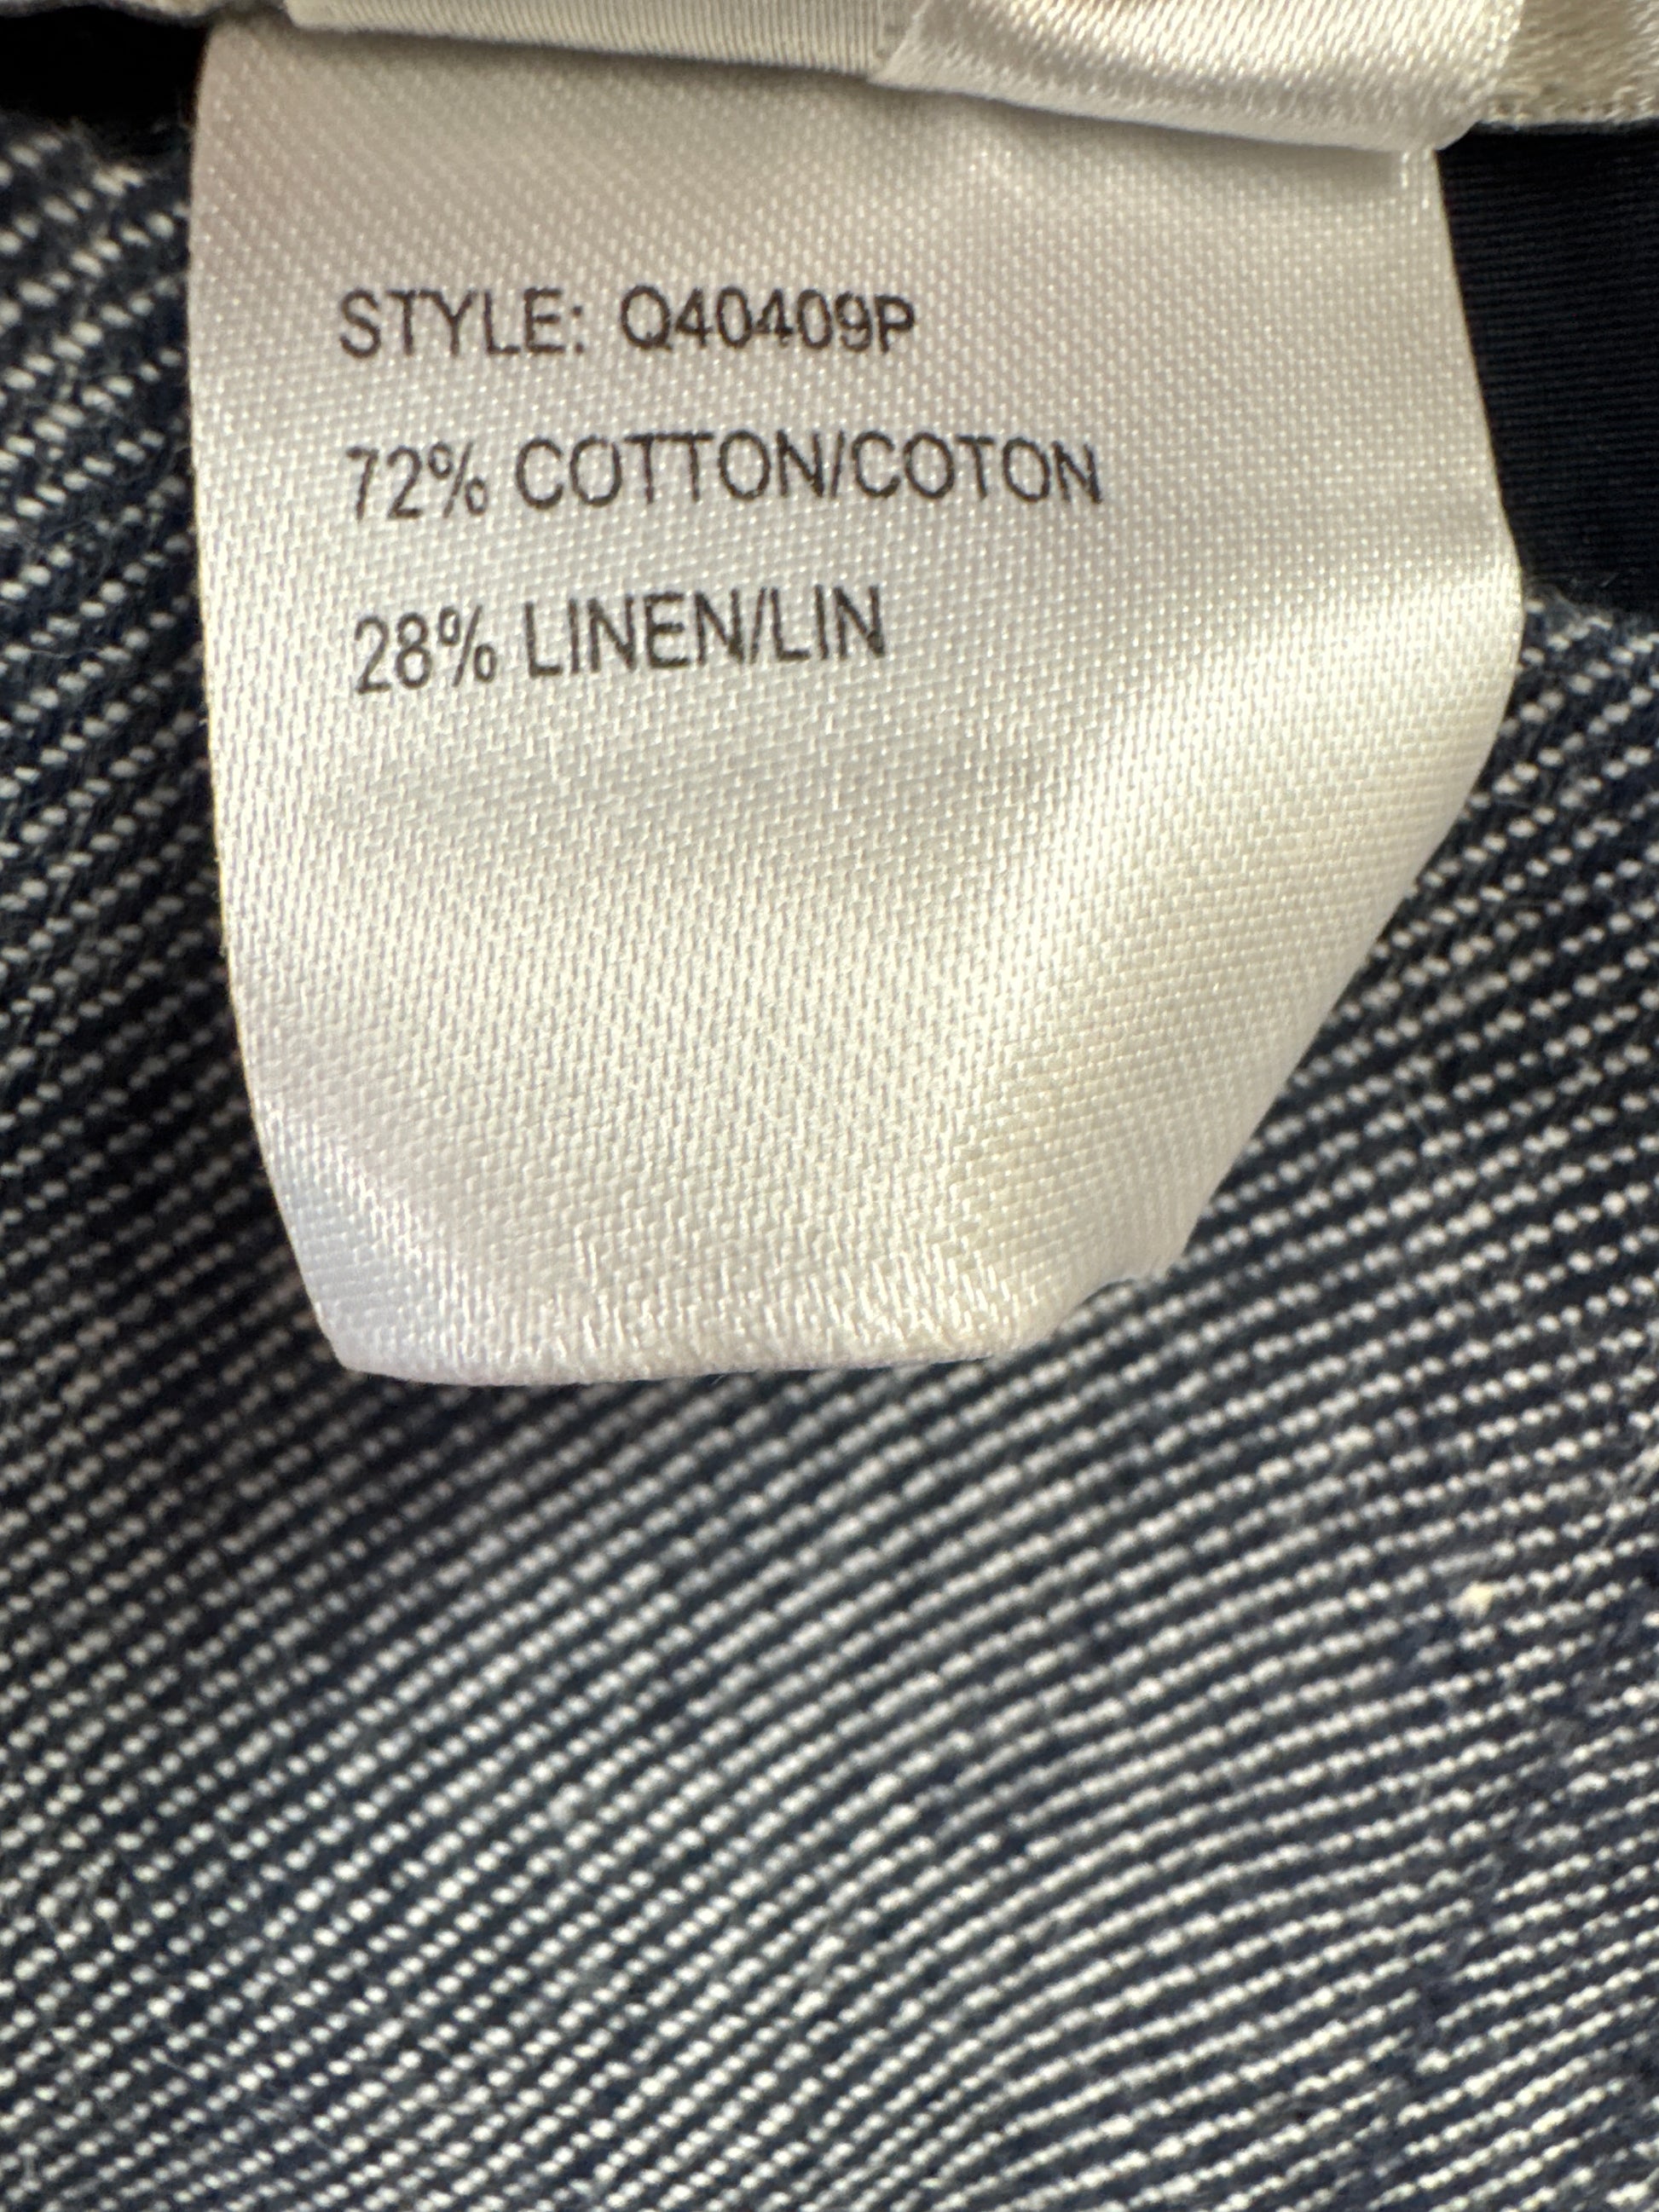 STYLE: Q40409P
72% COTTON/COTON
28% LINEN/LIN